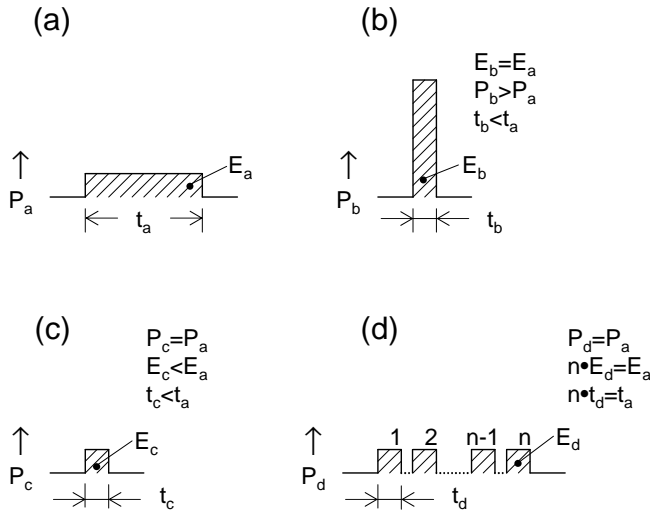 (a)
E_a
↑
P_a
t_a
(b)
E_b=E_a
P_b>P_a
t_b<t_a
E_b
↑
P_b
t_b
(c)
P_c=P_a
E_c<E_a
t_c<t_a
E_c
↑
P_c
t_c
(d)
P_d=P_a
n•E_d=E_a
n•t_d=t_a
1 2 n-1 n
E_d
↑
P_d
t_d